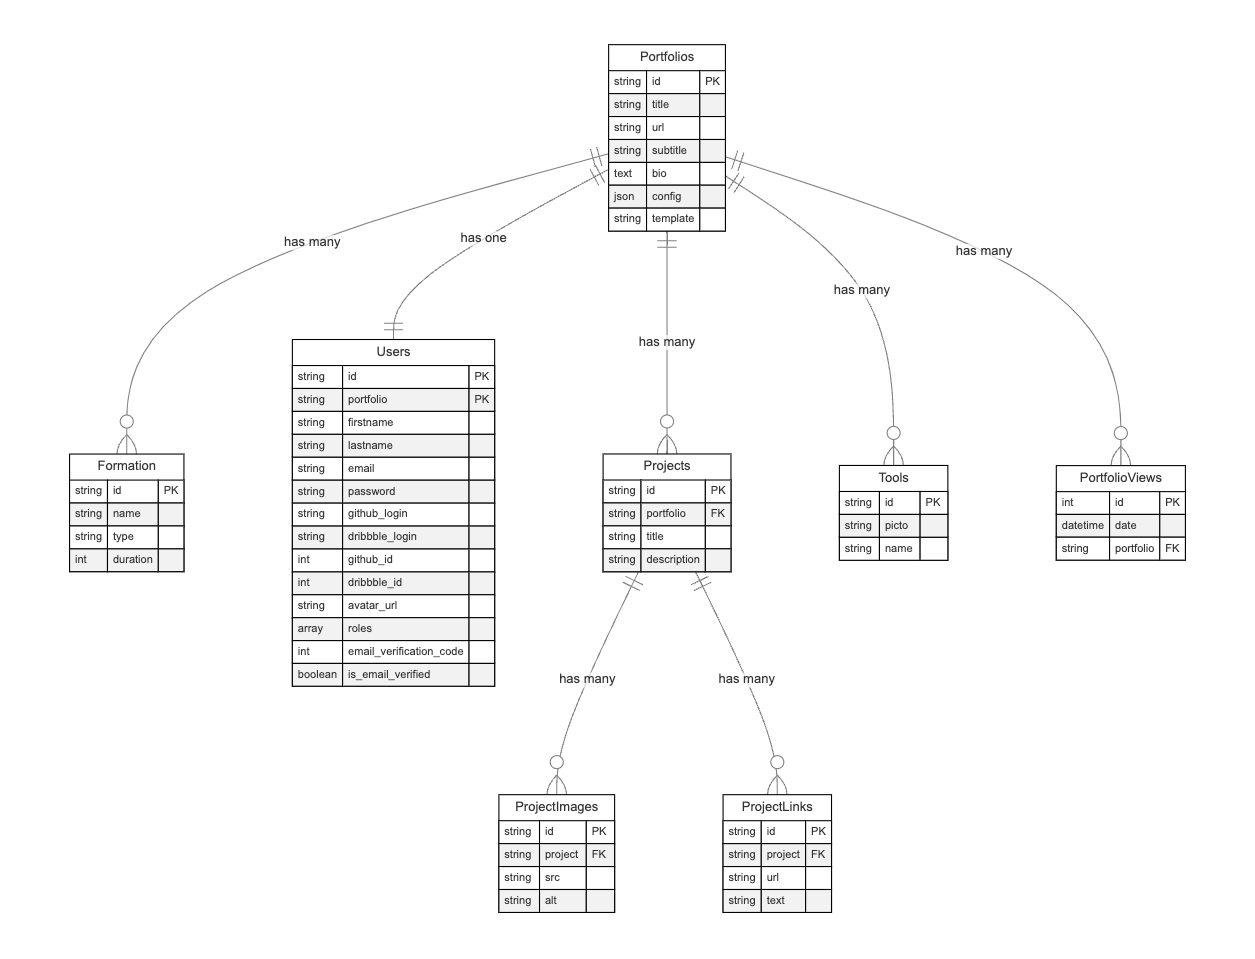 Portfolios
string id PK
string title
string url
string subtitle
text bio
json config
string template
has many
has one
has many
has many
has many
Users
string id PK
string portfolio PK
string firstname
string lastname
string email
string password
string github_login
string dribbble_login
int github_id
int dribbble_id
string avatar_url
array roles
int email_verification_code
boolean is_email_verified
Formation
string id PK
string name
string type
int duration
Projects
string id PK
string portfolio FK
string title
string description
Tools
string id PK
string picto
string name
PortfolioViews
int id PK
datetime date
string portfolio FK
has many
has many
ProjectImages
string id PK
string project FK
string src
string alt
ProjectLinks
string id PK
string project FK
string url
string text